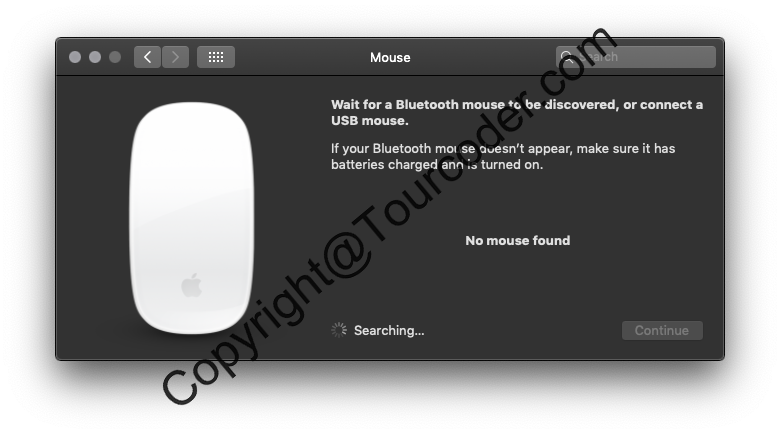 Mouse
Search
Wait for a Bluetooth mouse to be discovered, or connect a
USB mouse.
If your Bluetooth mouse doesn't appear, make sure it has
batteries charged and is turned on.
No mouse found
Searching...
Continue
Copyright@Tourcoder.com